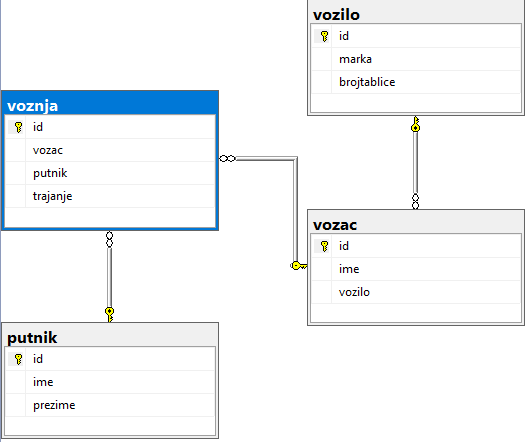 vozilo
id
marka
brojtablice
voznja
id
vozac
putnik
trajanje
vozac
id
ime
vozilo
putnik
id
ime
prezime